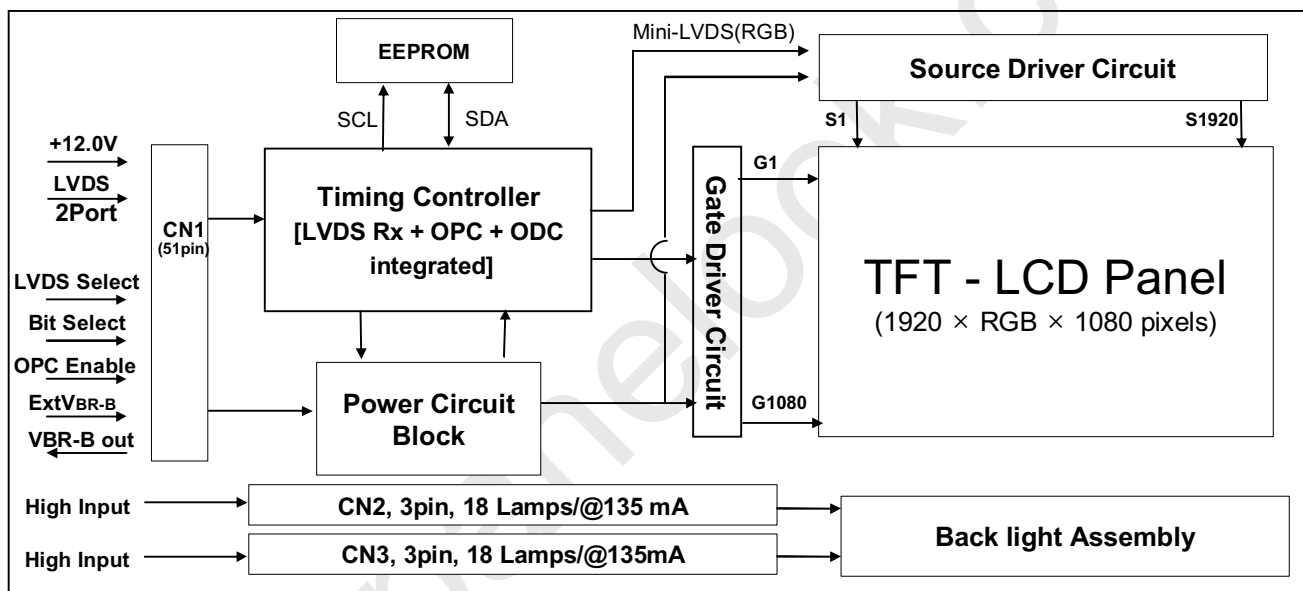 EEPROM
Mini-LVDS(RGB)
Source Driver Circuit
SCL
SDA
S1
S1920
+12.0V
LVDS
2Port
CN1
(51pin)
Timing Controller
[LVDS Rx + OPC + ODC
integrated]
Gate Driver Circuit
G1
G1080
TFT - LCD Panel
(1920 × RGB × 1080 pixels)
LVDS Select
Bit Select
OPC Enable
ExtVBR-B
VBR-B out
Power Circuit
Block
High Input
CN2, 3pin, 18 Lamps/@135 mA
High Input
CN3, 3pin, 18 Lamps/@135mA
Back light Assembly